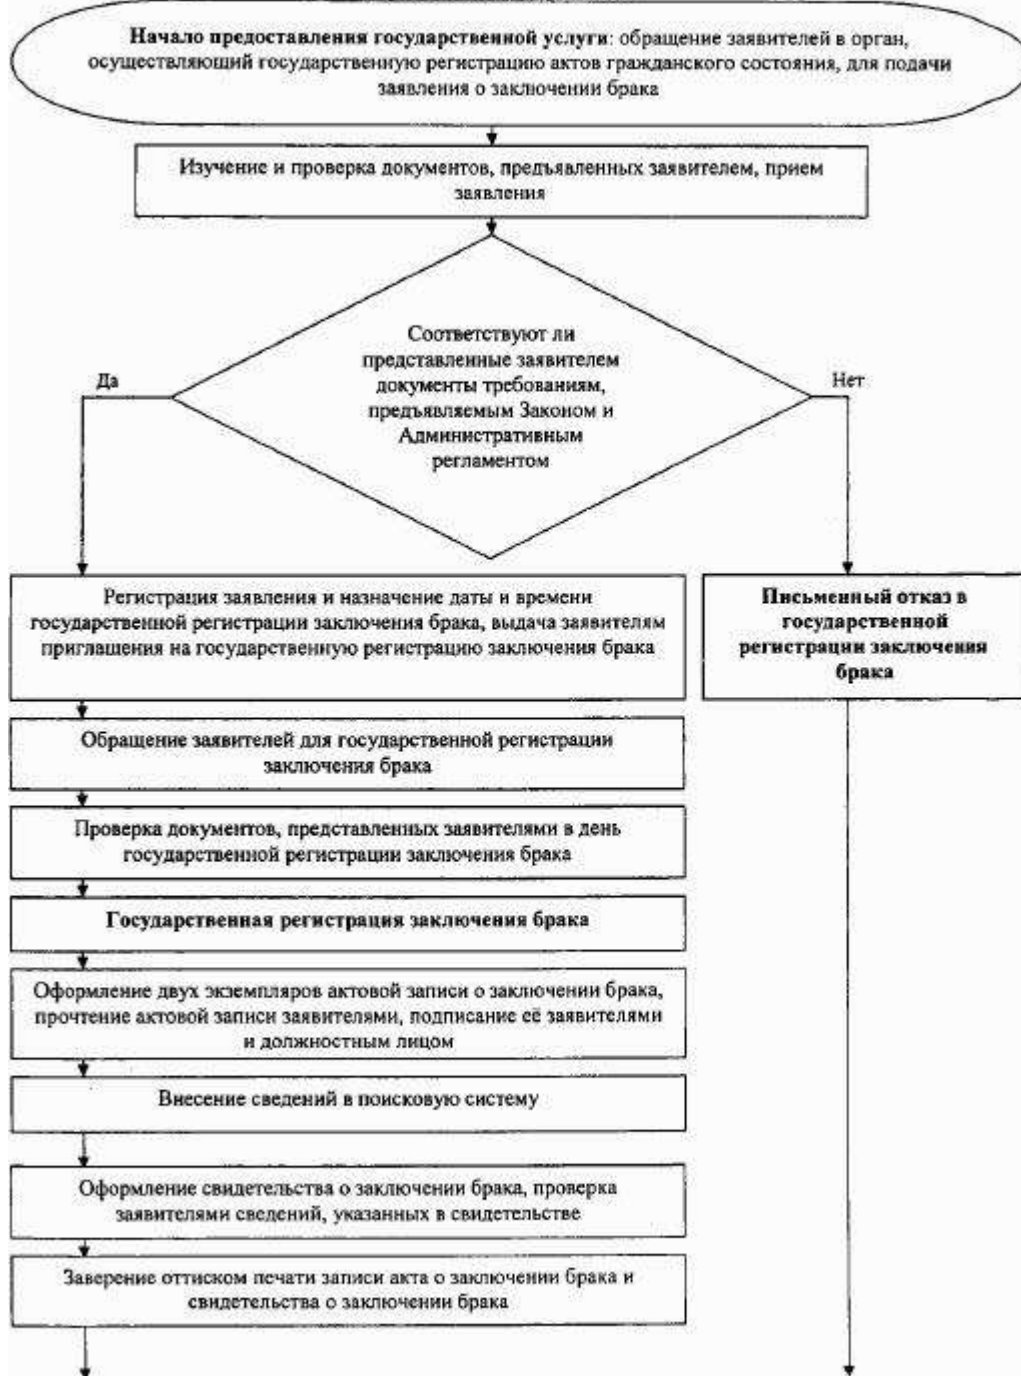 Начало предоставления государственной услуги: обращение заявителей в орган,
осуществляющий государственную регистрацию актов гражданского состояния, для подачи
заявления о заключении брака
Изучение и проверка документов, предъявленных заявителем, прием
заявления
Соответствуют ли
представленные заявителем
документы требованиям,
предъявляемым Законом и
Административным
регламентом
Да
Нет
Регистрация заявления и назначение даты и времени
государственной регистрации заключения брака, выдача заявителям
приглашения на государственную регистрацию заключения брака
Письменный отказ в
государственной
регистрации заключения
брака
Обращение заявителей для государственной регистрации
заключения брака
Проверка документов, представленных заявителями в день
государственной регистрации заключения брака
Государственная регистрация заключения брака
Оформление двух экземпляров актовой записи о заключении брака,
прочтение актовой записи заявителями, подписание её заявителями
и должностным лицом
Внесение сведений в поисковую систему
Оформление свидетельства о заключении брака, проверка
заявителями сведений, указанных в свидетельстве
Заверение оттиском печати записи акта о заключении брака и
свидетельства о заключении брака